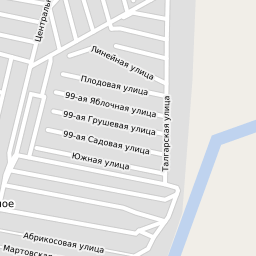 Централь
Линейная улица
Плодовая улица
99-ая Яблочная улица
99-ая Грушевая улица
99-ая Садовая улица
Южная улица
Талгарская улица
ное
Абрикосовая улица
Мартовская